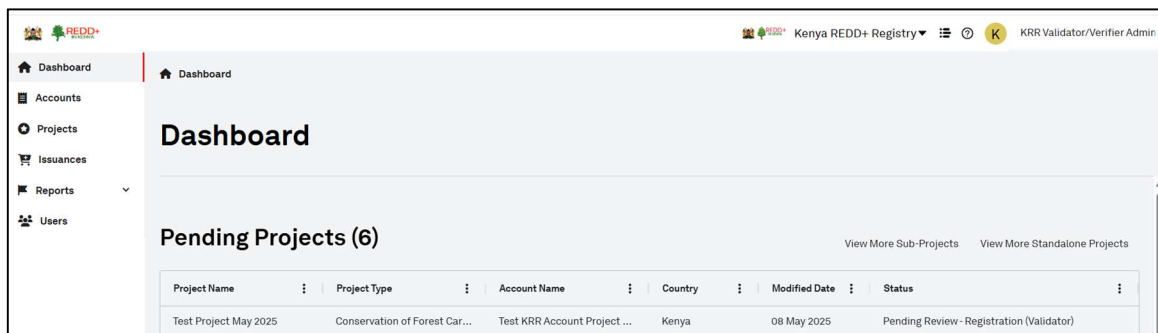 REDD+
REDD+ Kenya REDD+ Registry K KRR Validator/Verifier Admin
Dashboard
Accounts
Projects
Issuances
Reports
Users
Dashboard
Dashboard
Pending Projects (6)
View More Sub-Projects View More Standalone Projects
Project Name Project Type Account Name Country Modified Date Status
Test Project May 2025 Conservation of Forest Car... Test KRR Account Project ... Kenya 08 May 2025 Pending Review - Registration (Validator)